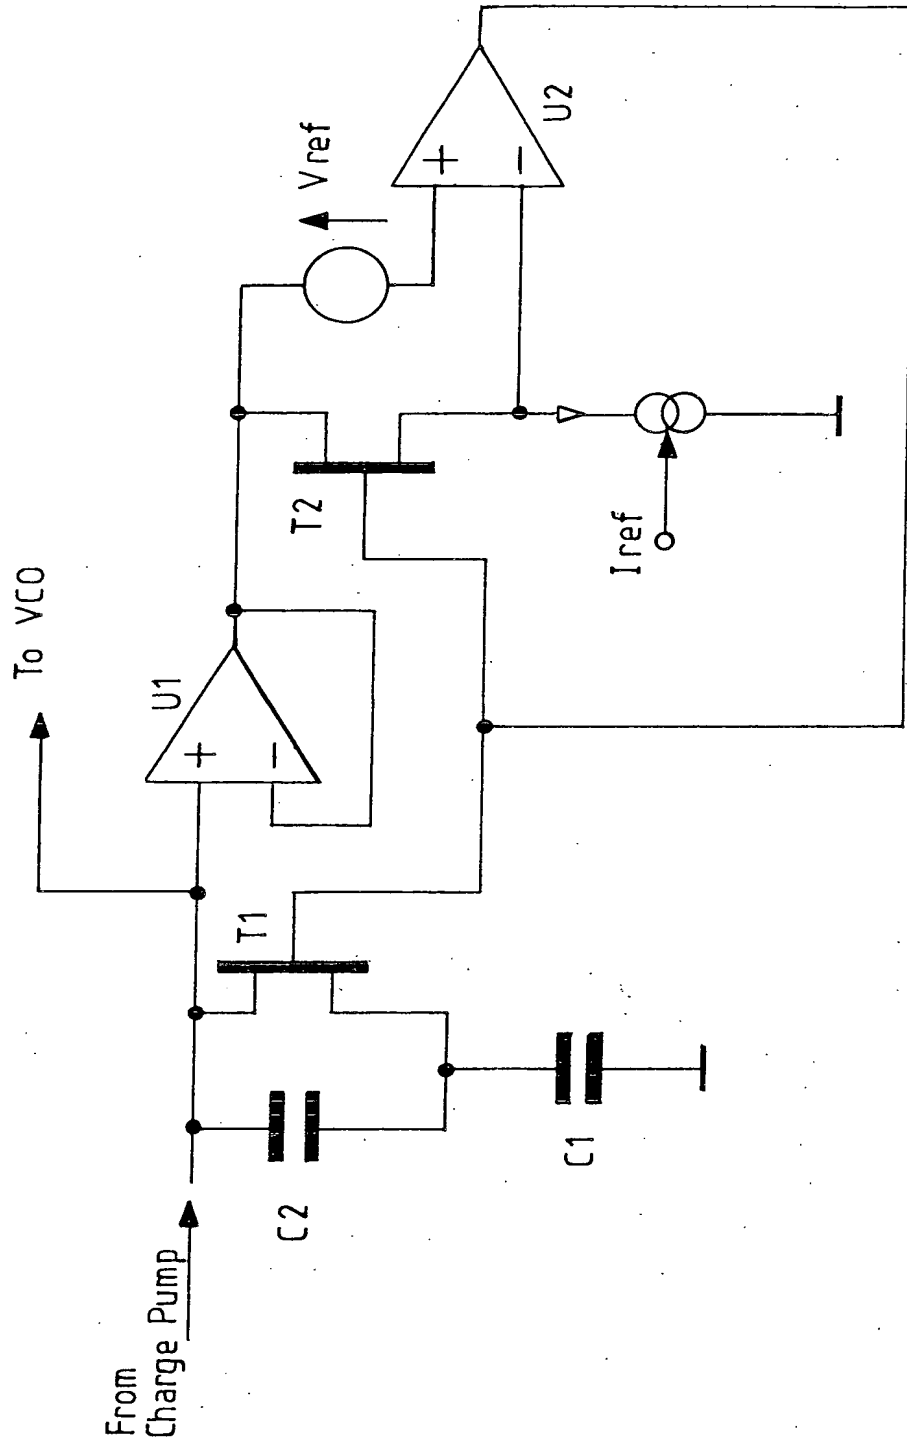 From
Charge Pump
To VCO
C2
C1
T1
U1
+
−
T2
Iref
Vref
U2
+
−